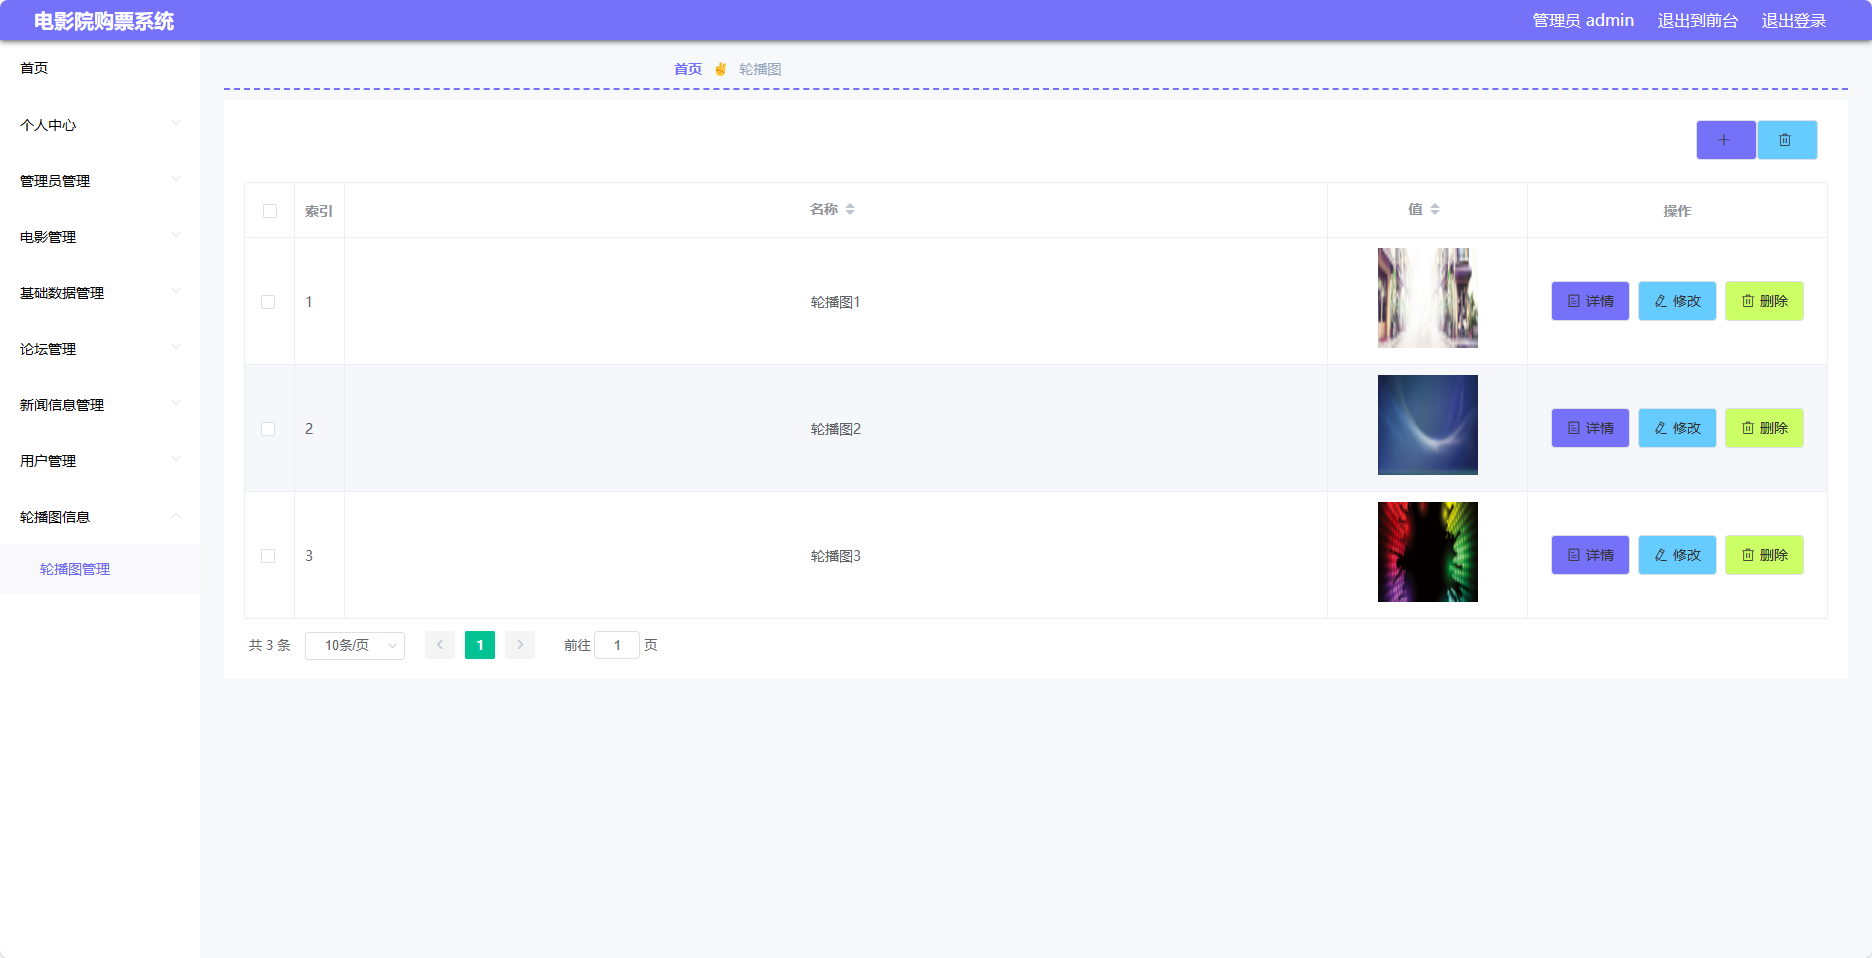 电影院购票系统 管理员 admin 退出到前台 退出登录
首页
个人中心
管理员管理
电影管理
基础数据管理
论坛管理
新闻信息管理
用户管理
轮播图信息
轮播图管理
首页 轮播图
索引 名称 值 操作
1 轮播图1 详情 修改 删除
2 轮播图2 详情 修改 删除
3 轮播图3 详情 修改 删除
共 3 条 10条/页 1 前往 1 页